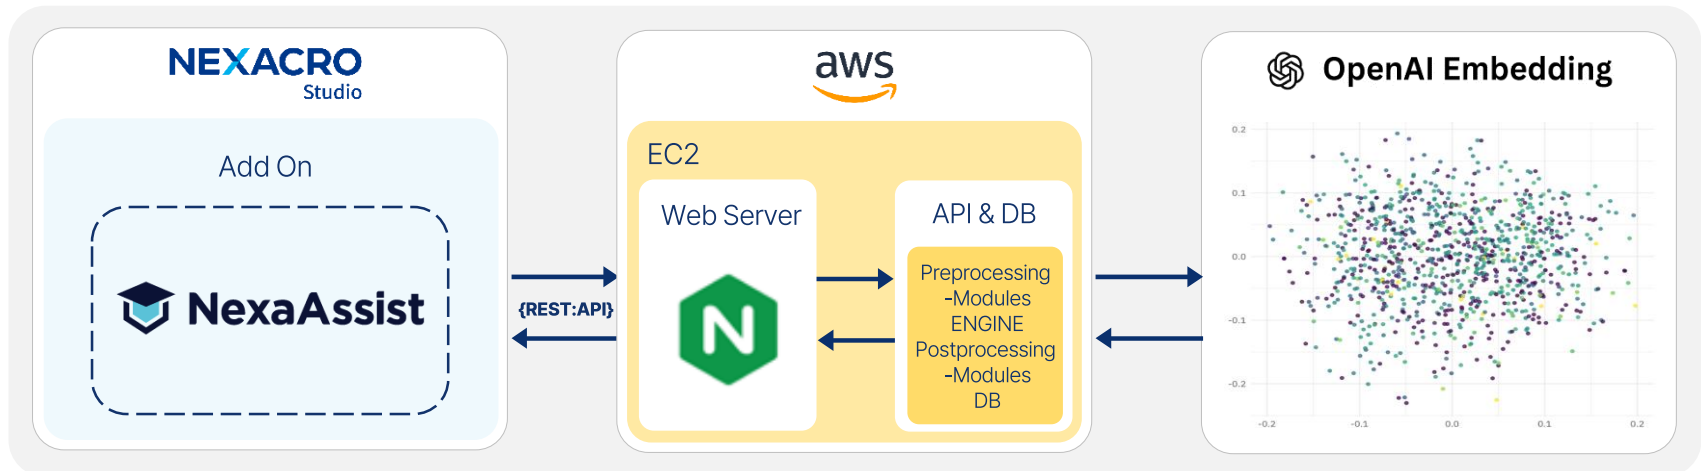 NEXACRO
Studio
Add On
NexaAssist
{REST:API}
aws
EC2
Web Server
N
API & DB
Preprocessing
-Modules
ENGINE
Postprocessing
-Modules
DB
OpenAI Embedding
0.2
0.1
0.0
-0.1
-0.2
-0.2
-0.1
0.0
0.1
0.2